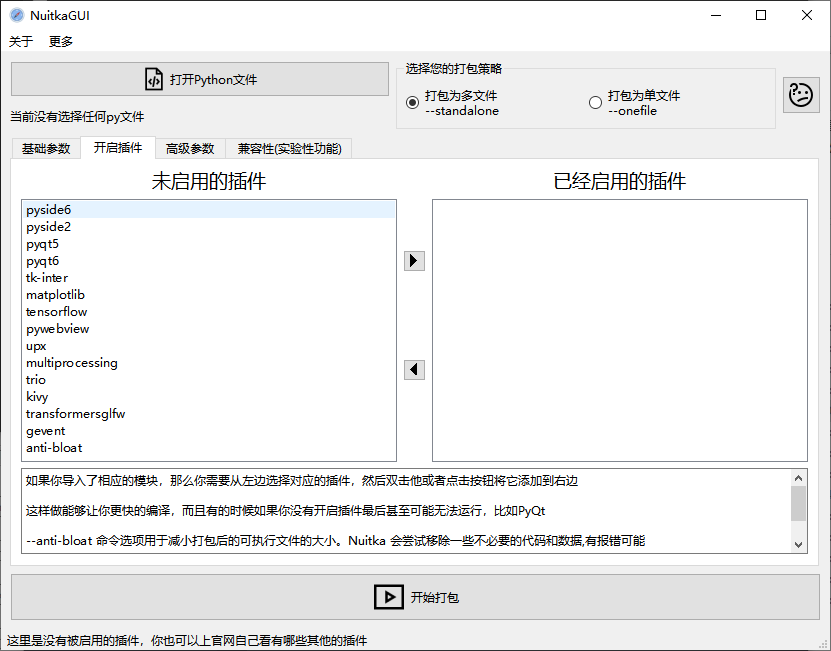 NuitkaGUI
关于 更多
打开Python文件
选择您的打包策略
打包为多文件
--standalone
打包为单文件
--onefile
当前没有选择任何py文件
基础参数 开启插件 高级参数 兼容性(实验性功能)
未启用的插件
已经启用的插件
pyside6
pyside2
pyqt5
pyqt6
tk-inter
matplotlib
tensorflow
pywebview
upx
multiprocessing
trio
kivy
transformersglfw
gevent
anti-bloat
如果你导入了相应的模块，那么你需要从左边选择对应的插件，然后双击他或者点击按钮将它添加到右边
这样做能够让你更快的编译，而且有的时候如果你没有开启插件最后甚至可能无法运行，比如PyQt
--anti-bloat 命令选项用于减小打包后的可执行文件的大小。Nuitka 会尝试移除一些不必要的代码和数据,有报错可能
开始打包
这里是没有被启用的插件，你也可以上官网自己看有哪些其他的插件